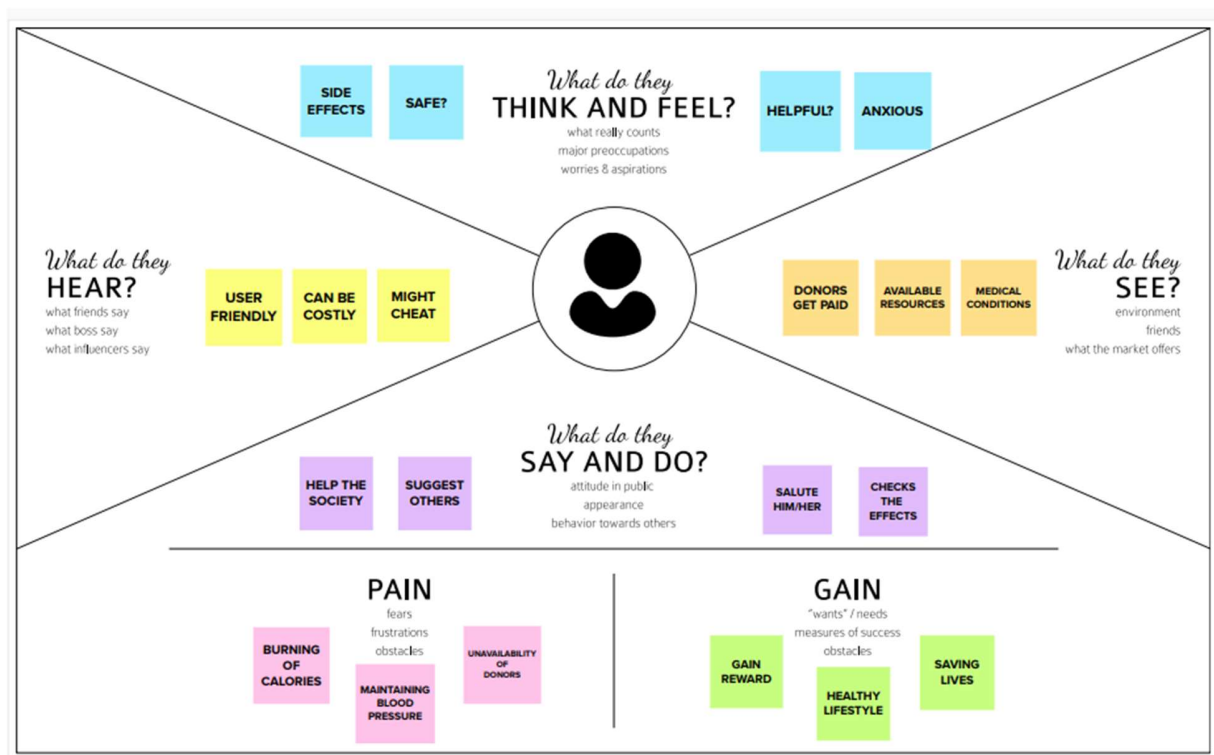 What do they
THINK AND FEEL?
what really counts
major preoccupations
worries & aspirations
SIDE
EFFECTS
SAFE?
HELPFUL?
ANXIOUS
What do they
HEAR?
what friends say
what boss say
what influencers say
USER
FRIENDLY
CAN BE
COSTLY
MIGHT
CHEAT
DONORS
GET PAID
AVAILABLE
RESOURCES
MEDICAL
CONDITIONS
What do they
SEE?
environment
friends
what the market offers
What do they
SAY AND DO?
attitude in public
appearance
behavior towards others
HELP THE
SOCIETY
SUGGEST
OTHERS
SALUTE
HIM/HER
CHECKS
THE
EFFECTS
PAIN
fears
frustrations
obstacles
BURNING
OF
CALORIES
MAINTAINING
BLOOD
PRESSURE
UNAVAILABILITY
OF
DONORS
GAIN
"wants" / needs
measures of success
obstacles
GAIN
REWARD
HEALTHY
LIFESTYLE
SAVING
LIVES